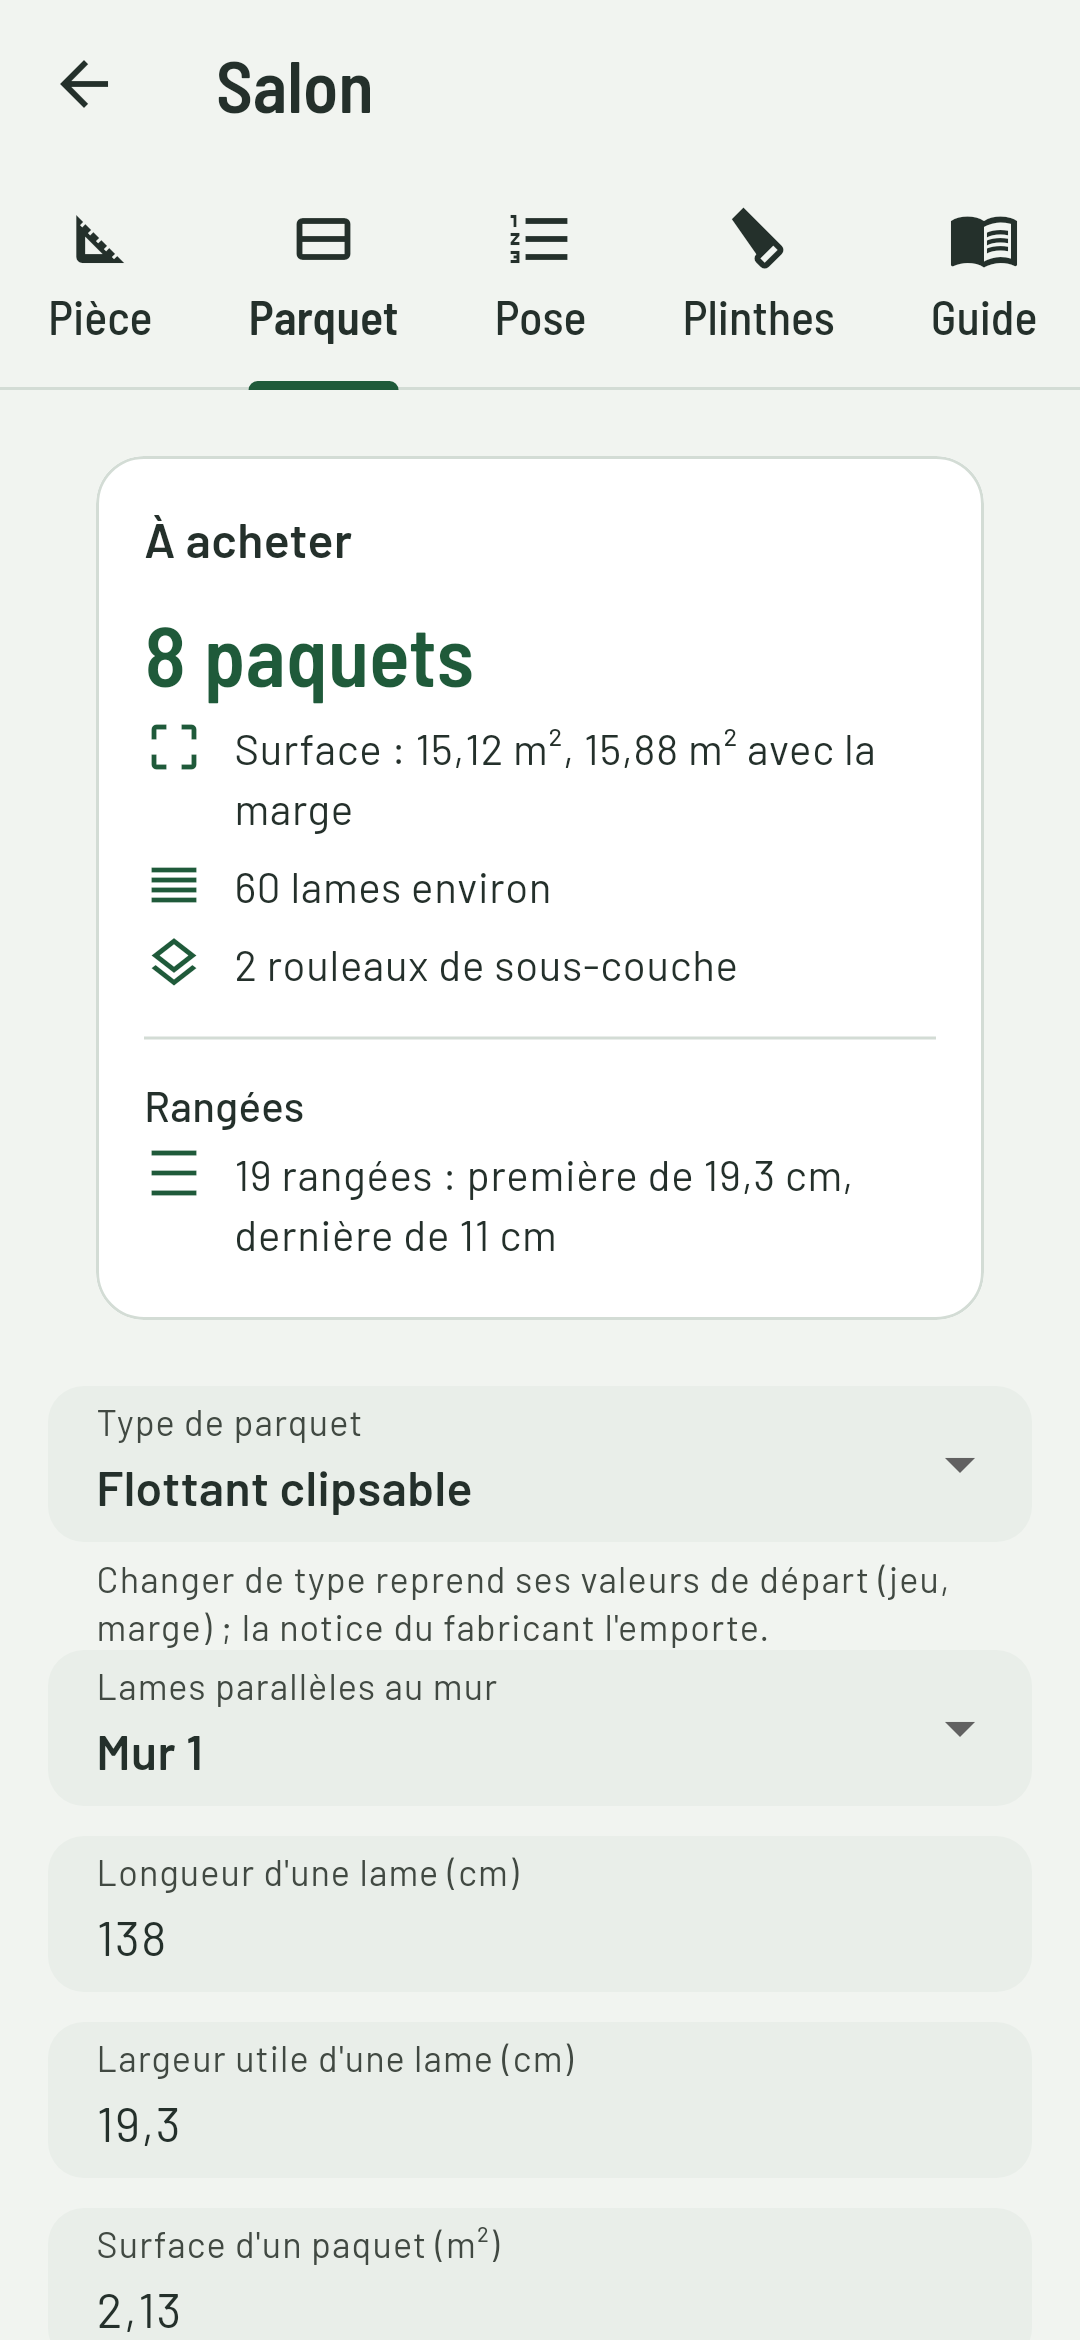 Salon
Pièce
Parquet
Pose
Plinthes
Guide
À acheter
8 paquets
Surface : 15,12 m², 15,88 m² avec la
marge
60 lames environ
2 rouleaux de sous-couche
Rangées
19 rangées : première de 19,3 cm,
dernière de 11 cm
Type de parquet
Flottant clipsable
Changer de type reprend ses valeurs de départ (jeu,
marge) ; la notice du fabricant l'emporte.
Lames parallèles au mur
Mur 1
Longueur d'une lame (cm)
138
Largeur utile d'une lame (cm)
19,3
Surface d'un paquet (m²)
2,13